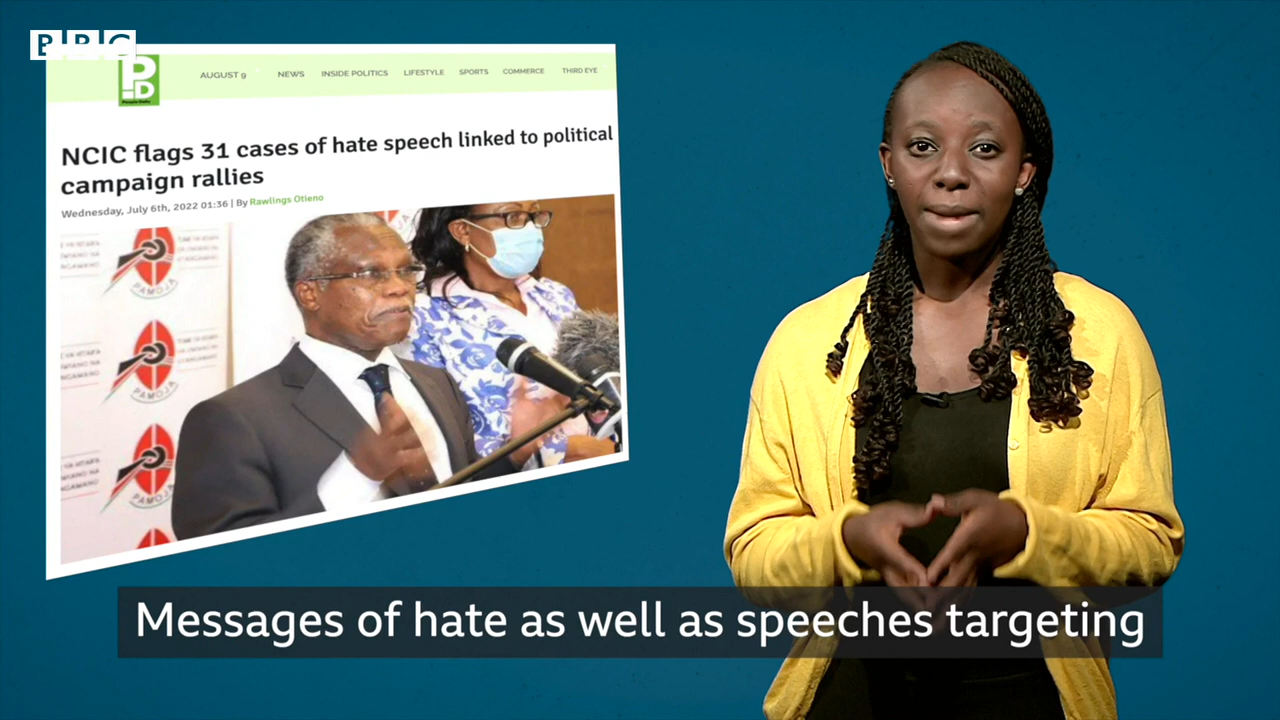 BBC
PD
People Daily
AUGUST 9 NEWS INSIDE POLITICS LIFESTYLE SPORTS COMMERCE THIRD EYE
NCIC flags 31 cases of hate speech linked to political
campaign rallies
Wednesday, July 6th, 2022 01:36 | By Rawlings Otieno
PAMOJA
PAMOJA
PAMOJA
Messages of hate as well as speeches targeting